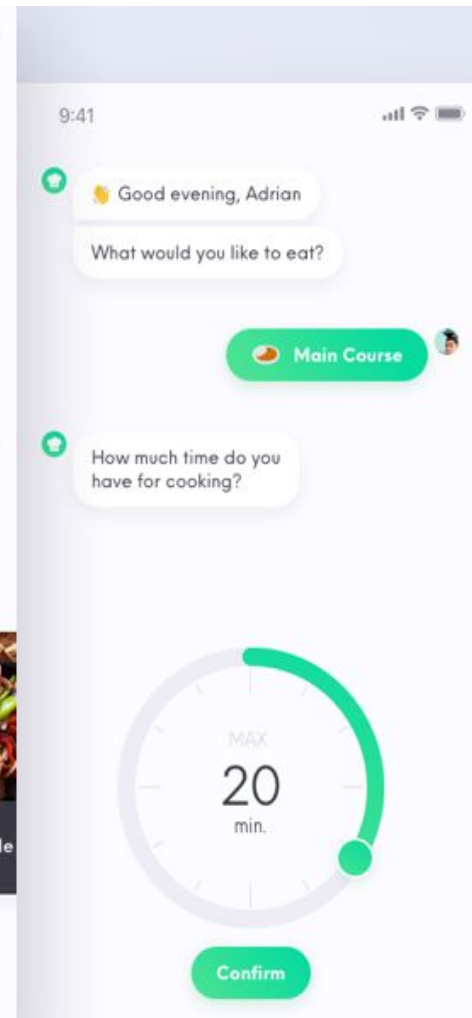 9:41
Good evening, Adrian
What would you like to eat?
Main Course
How much time do you
have for cooking?
MAX
20
min.
le
Confirm